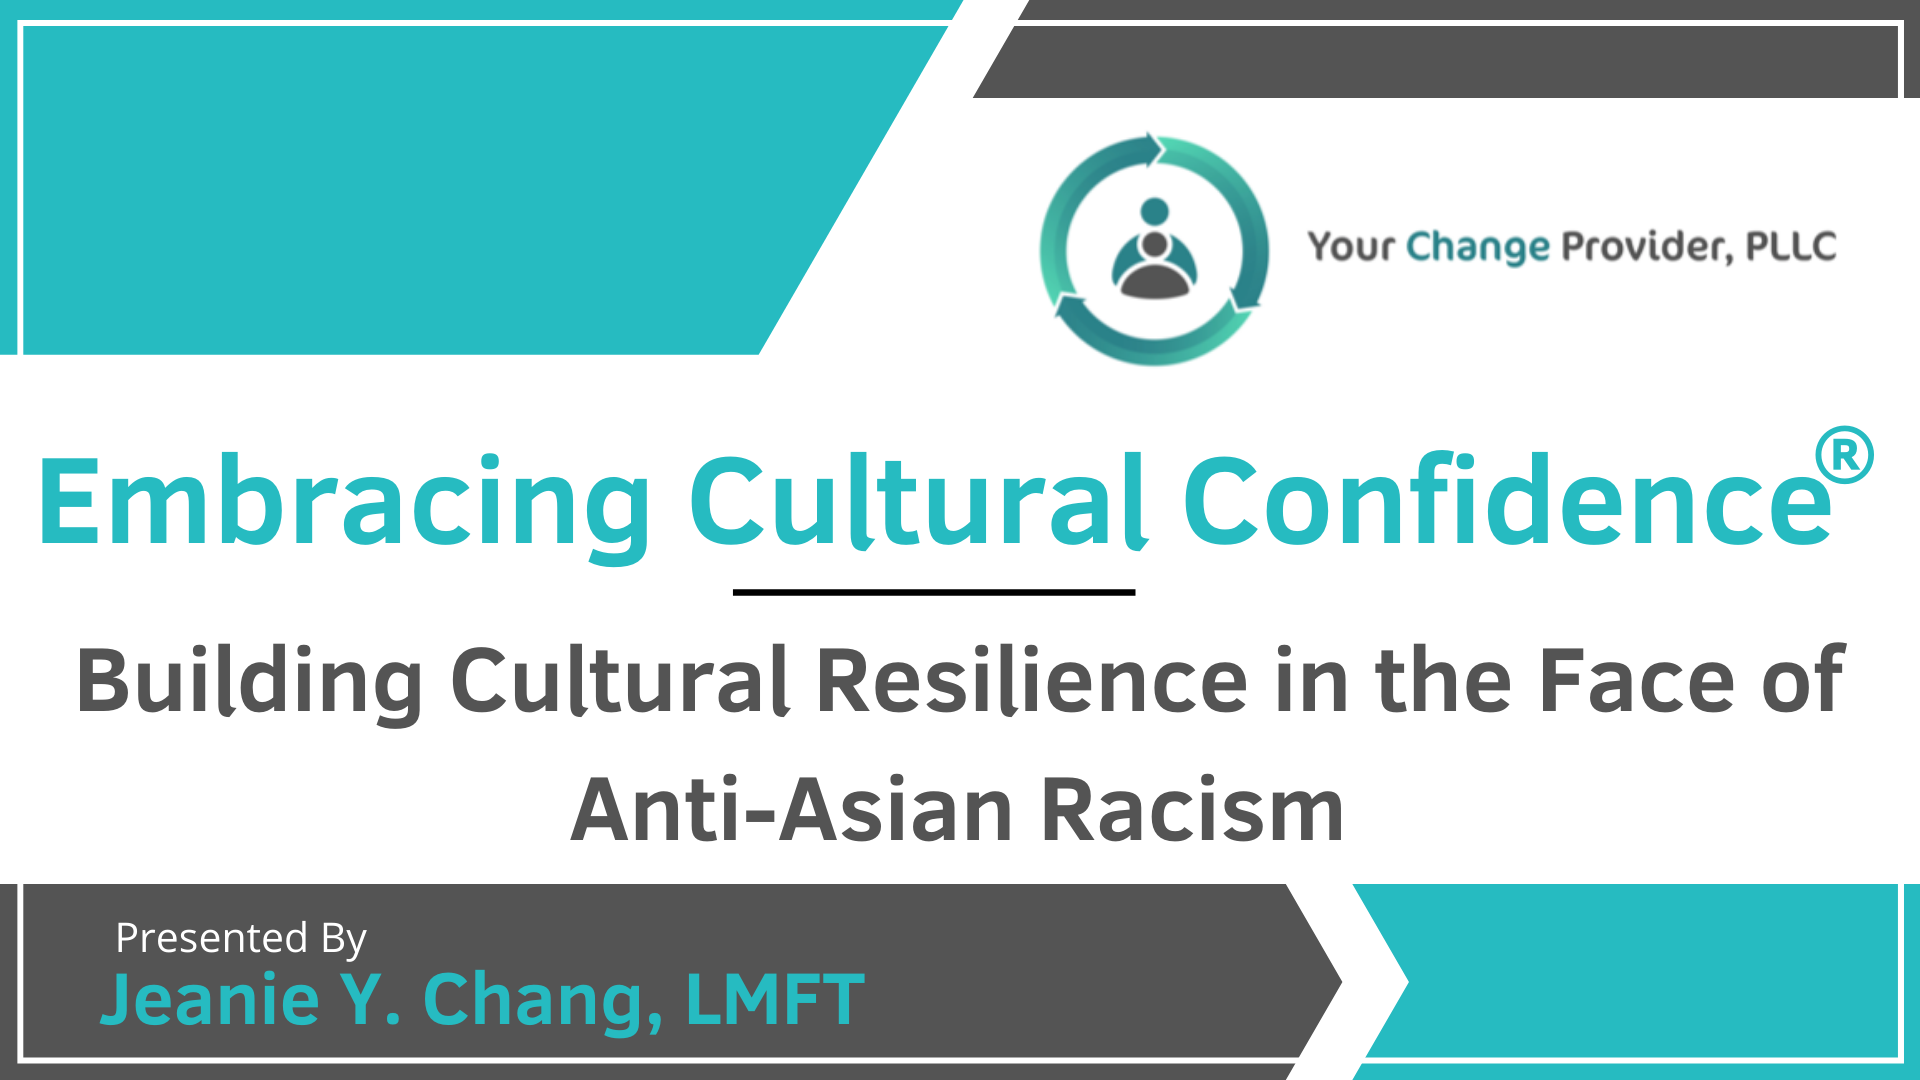 Your Change Provider, PLLC
Embracing Cultural Confidence®
Building Cultural Resilience in the Face of
Anti-Asian Racism
Presented By
Jeanie Y. Chang, LMFT